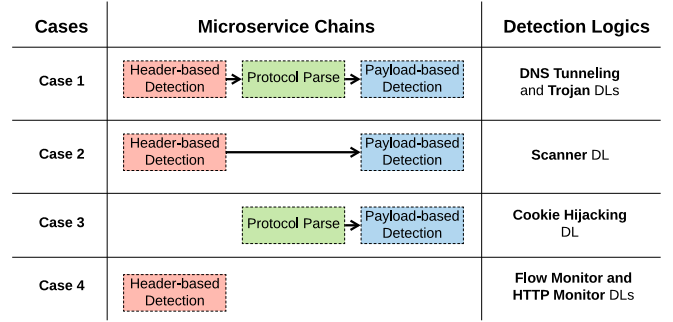 Cases
Microservice Chains
Detection Logics
Case 1
Header-based
Detection
Protocol Parse
Payload-based
Detection
DNS Tunneling
and Trojan DLs
Case 2
Header-based
Detection
Payload-based
Detection
Scanner DL
Case 3
Protocol Parse
Payload-based
Detection
Cookie Hijacking
DL
Case 4
Header-based
Detection
Flow Monitor and
HTTP Monitor DLs